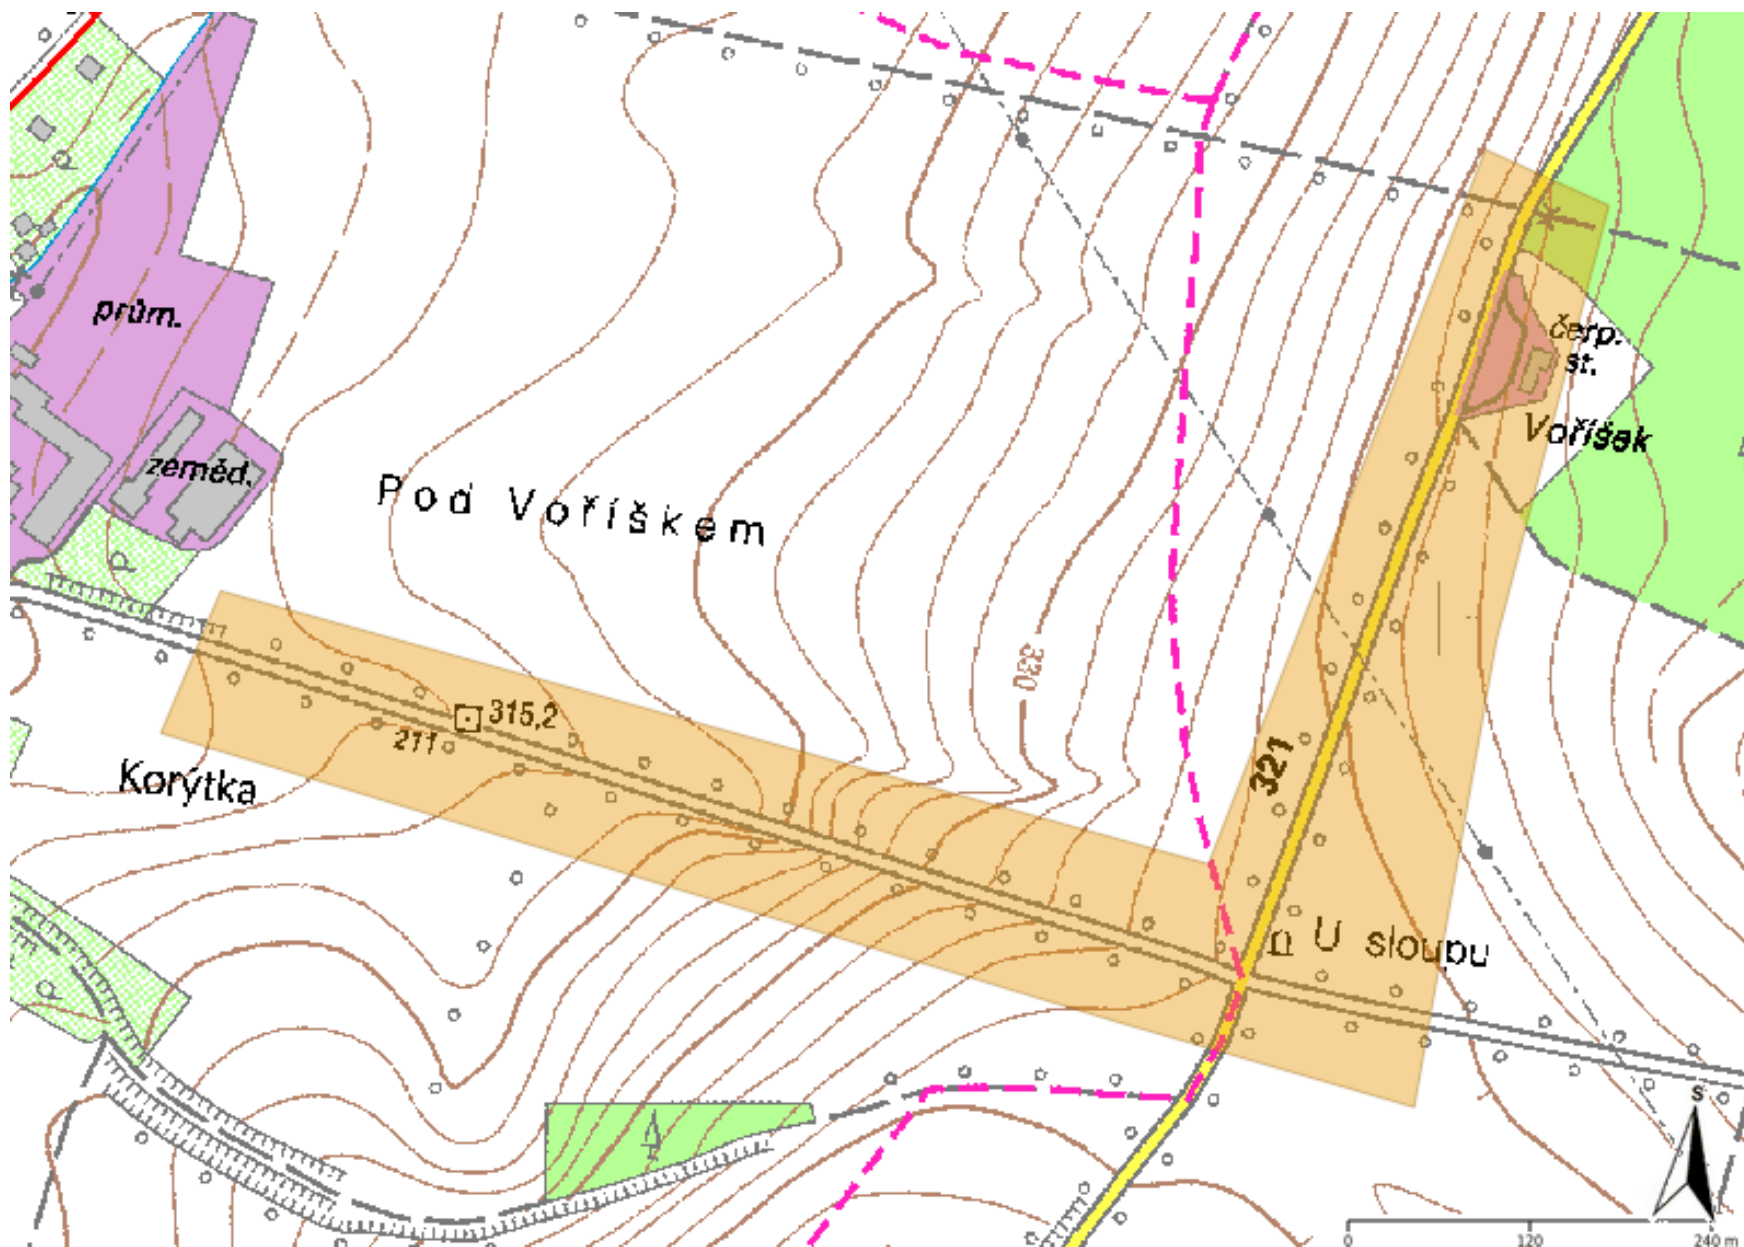 prům.
čerp.
st.
Voříšek
zeměd.
Pod Voříškem
330
315,2
211
321
Korýtka
U sloupu
S
0 120 240 m